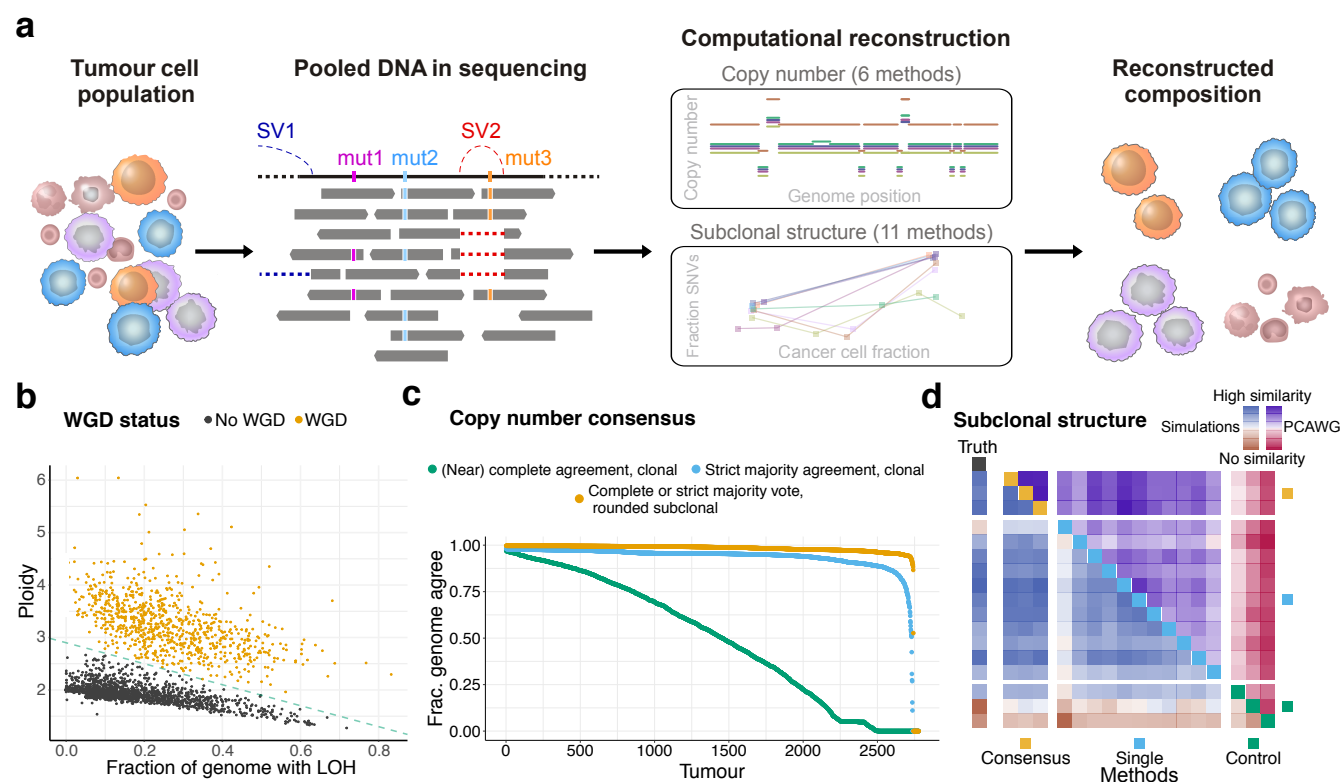 a
Tumour cell
population
Pooled DNA in sequencing
Computational reconstruction
Copy number (6 methods)
Copy number
Genome position
Subclonal structure (11 methods)
Fraction SNVs
Cancer cell fraction
Reconstructed
composition
SV1
SV2
mut1
mut2
mut3
b
WGD status
No WGD
WGD
Ploidy
6
5
4
3
2
0.0
0.2
0.4
0.6
0.8
Fraction of genome with LOH
c
Copy number consensus
(Near) complete agreement, clonal
Strict majority agreement, clonal
Complete or strict majority vote,
rounded subclonal
Frac. genome agree
1.00
0.75
0.50
0.25
0.00
0
500
1000
1500
2000
2500
Tumour
d
Subclonal structure
High similarity
Simulations
PCAWG
No similarity
Truth
Consensus
Single
Control
Methods